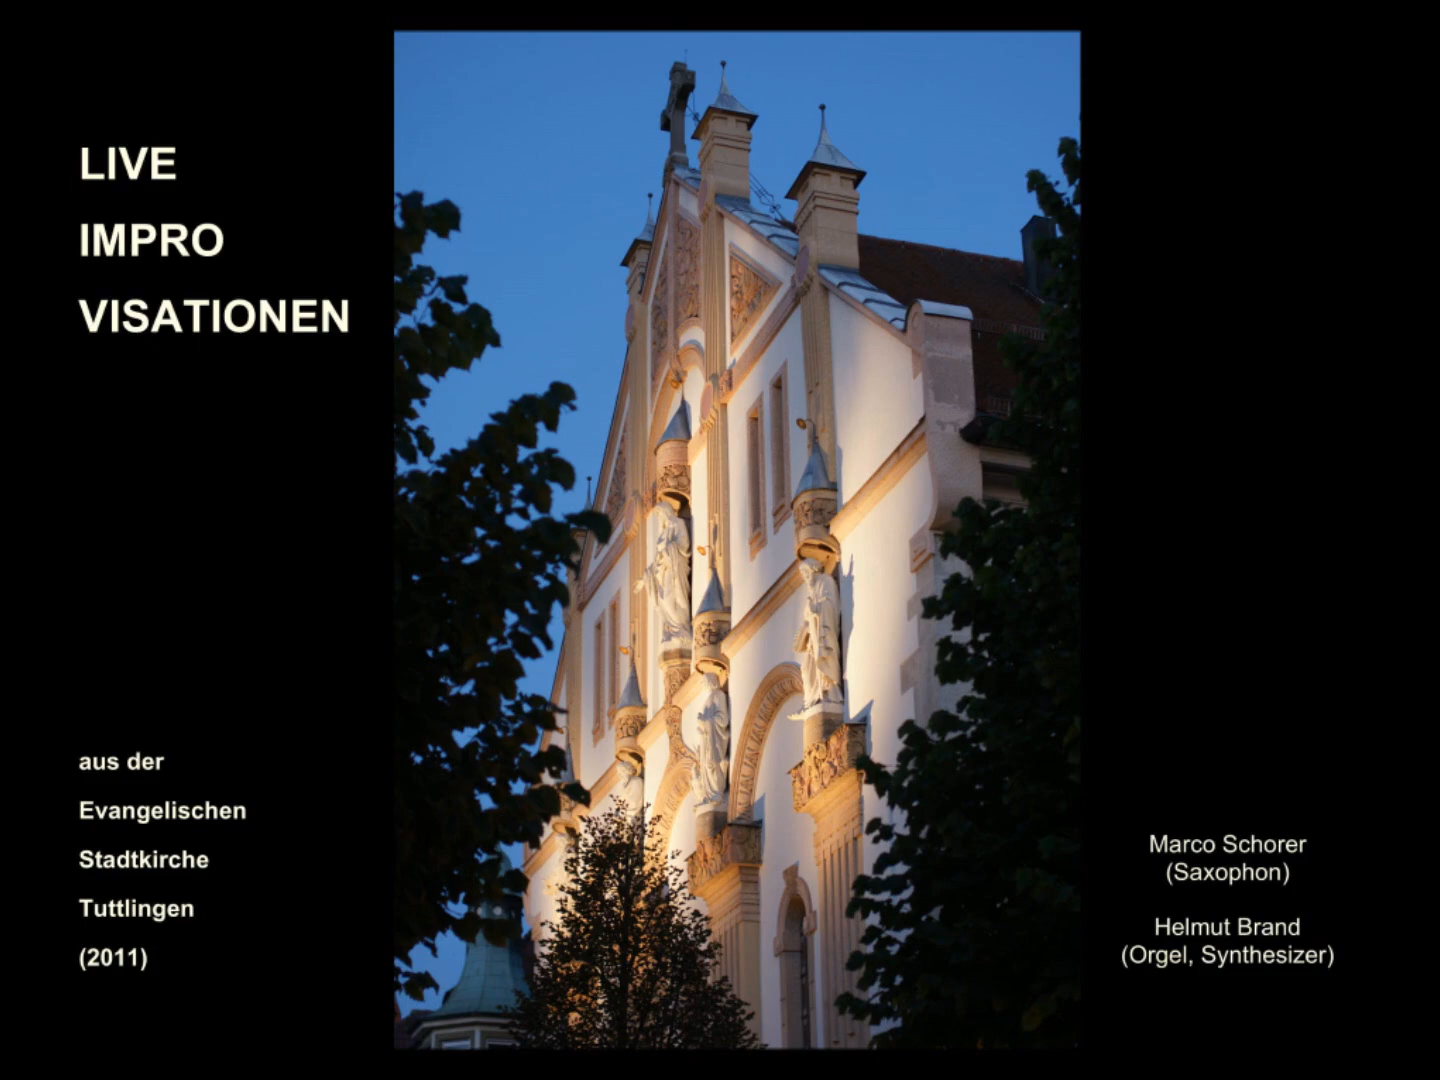 LIVE
IMPRO
VISATIONEN
aus der
Evangelischen
Stadtkirche
Tuttlingen
(2011)
Marco Schorer
(Saxophon)
Helmut Brand
(Orgel, Synthesizer)